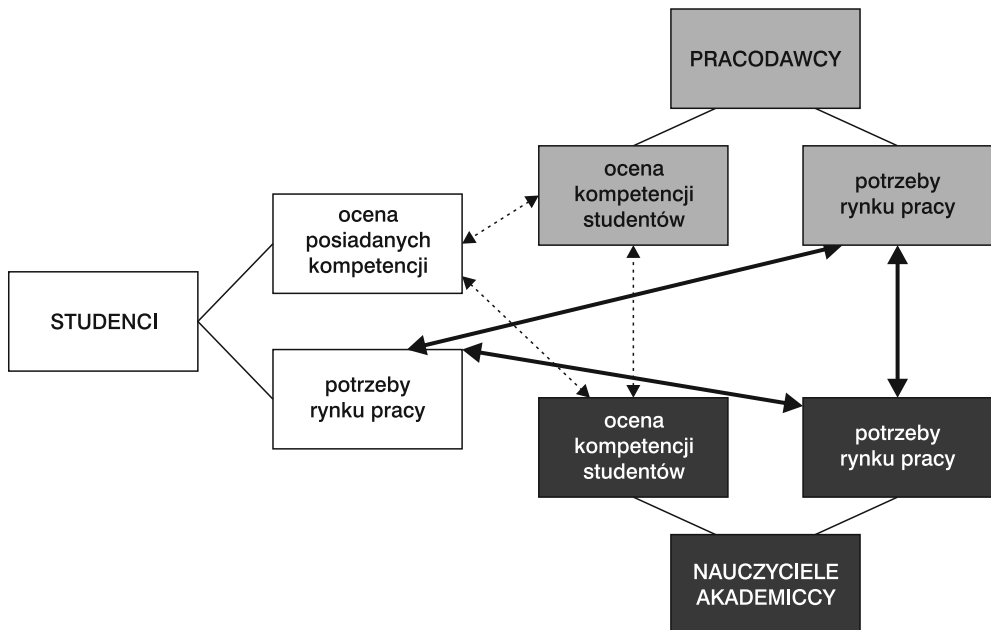 PRACODAWCY
ocena
kompetencji
studentów
potrzeby
rynku pracy
ocena
posiadanych
kompetencji
STUDENCI
potrzeby
rynku pracy
ocena
kompetencji
studentów
potrzeby
rynku pracy
NAUCZYCIELE
AKADEMICCY